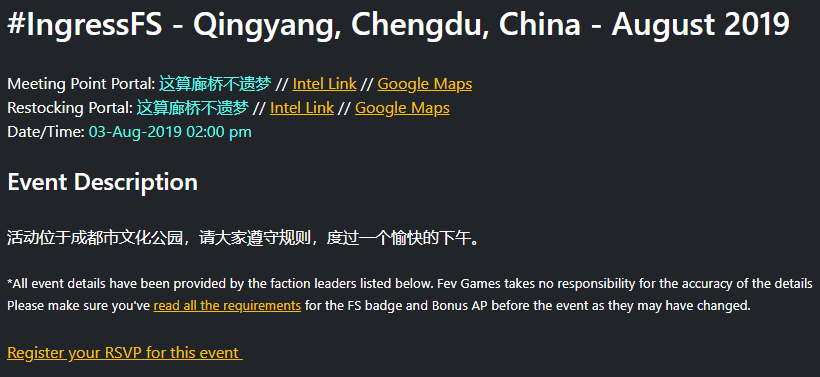 #IngressFS - Qingyang, Chengdu, China - August 2019
Meeting Point Portal: 这算廊桥不遗梦 // Intel Link // Google Maps
Restocking Portal: 这算廊桥不遗梦 // Intel Link // Google Maps
Date/Time: 03-Aug-2019 02:00 pm
Event Description
活动位于成都市文化公园，请大家遵守规则，度过一个愉快的下午。
*All event details have been provided by the faction leaders listed below. Fev Games takes no responsibility for the accuracy of the details
Please make sure you've read all the requirements for the FS badge and Bonus AP before the event as they may have changed.
Register your RSVP for this event